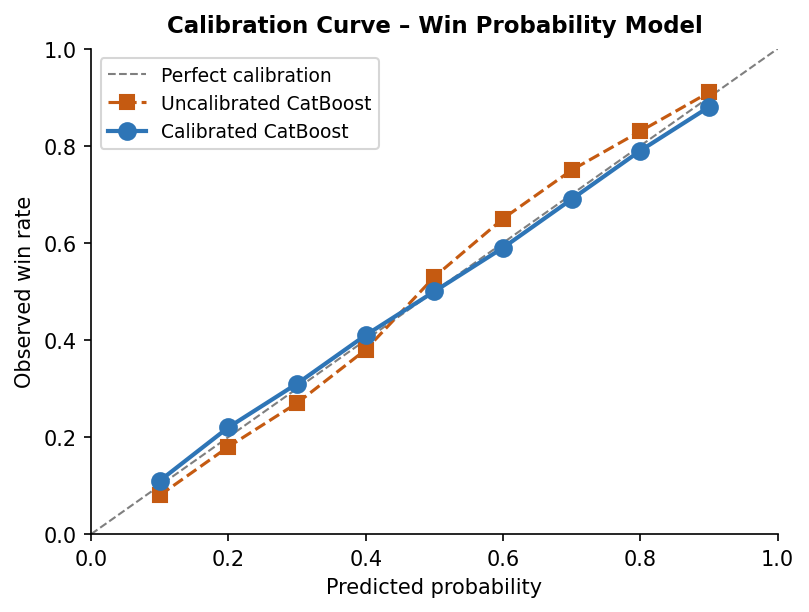 Calibration Curve – Win Probability Model
Perfect calibration
Uncalibrated CatBoost
Calibrated CatBoost
Observed win rate
1.0
0.8
0.6
0.4
0.2
0.0
0.0 0.2 0.4 0.6 0.8 1.0
Predicted probability